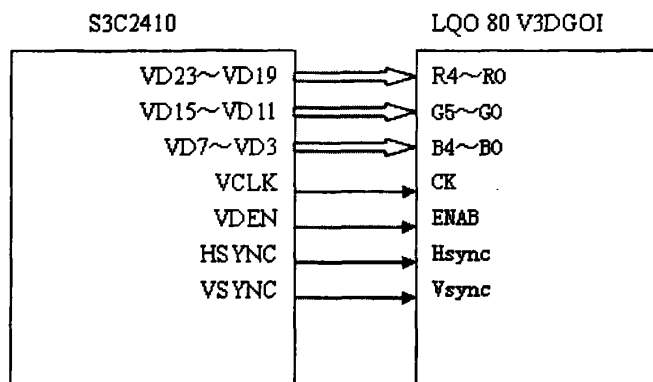 S3C2410 LQO 80 V3DGOI
VD23～VD19 R4～R0
VD15～VD11 G5～G0
VD7～VD3 B4～B0
VCLK CK
VDEN ENAB
HSYNC Hsync
VSYNC Vsync